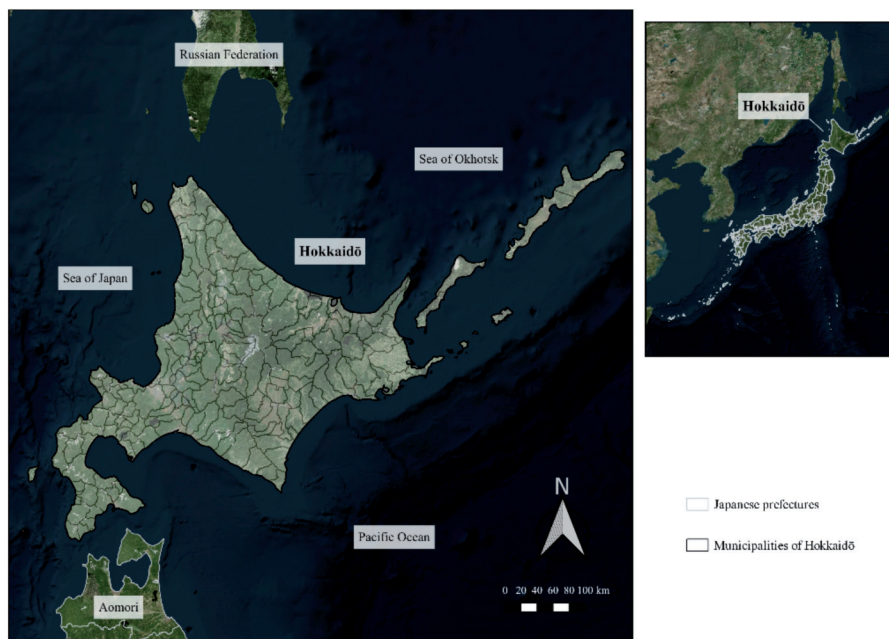 Russian Federation
Sea of Okhotsk
Hokkaidō
Sea of Japan
Pacific Ocean
N
0 20 40 60 80 100 km
Aomori
Hokkaidō
Japanese prefectures
Municipalities of Hokkaidō